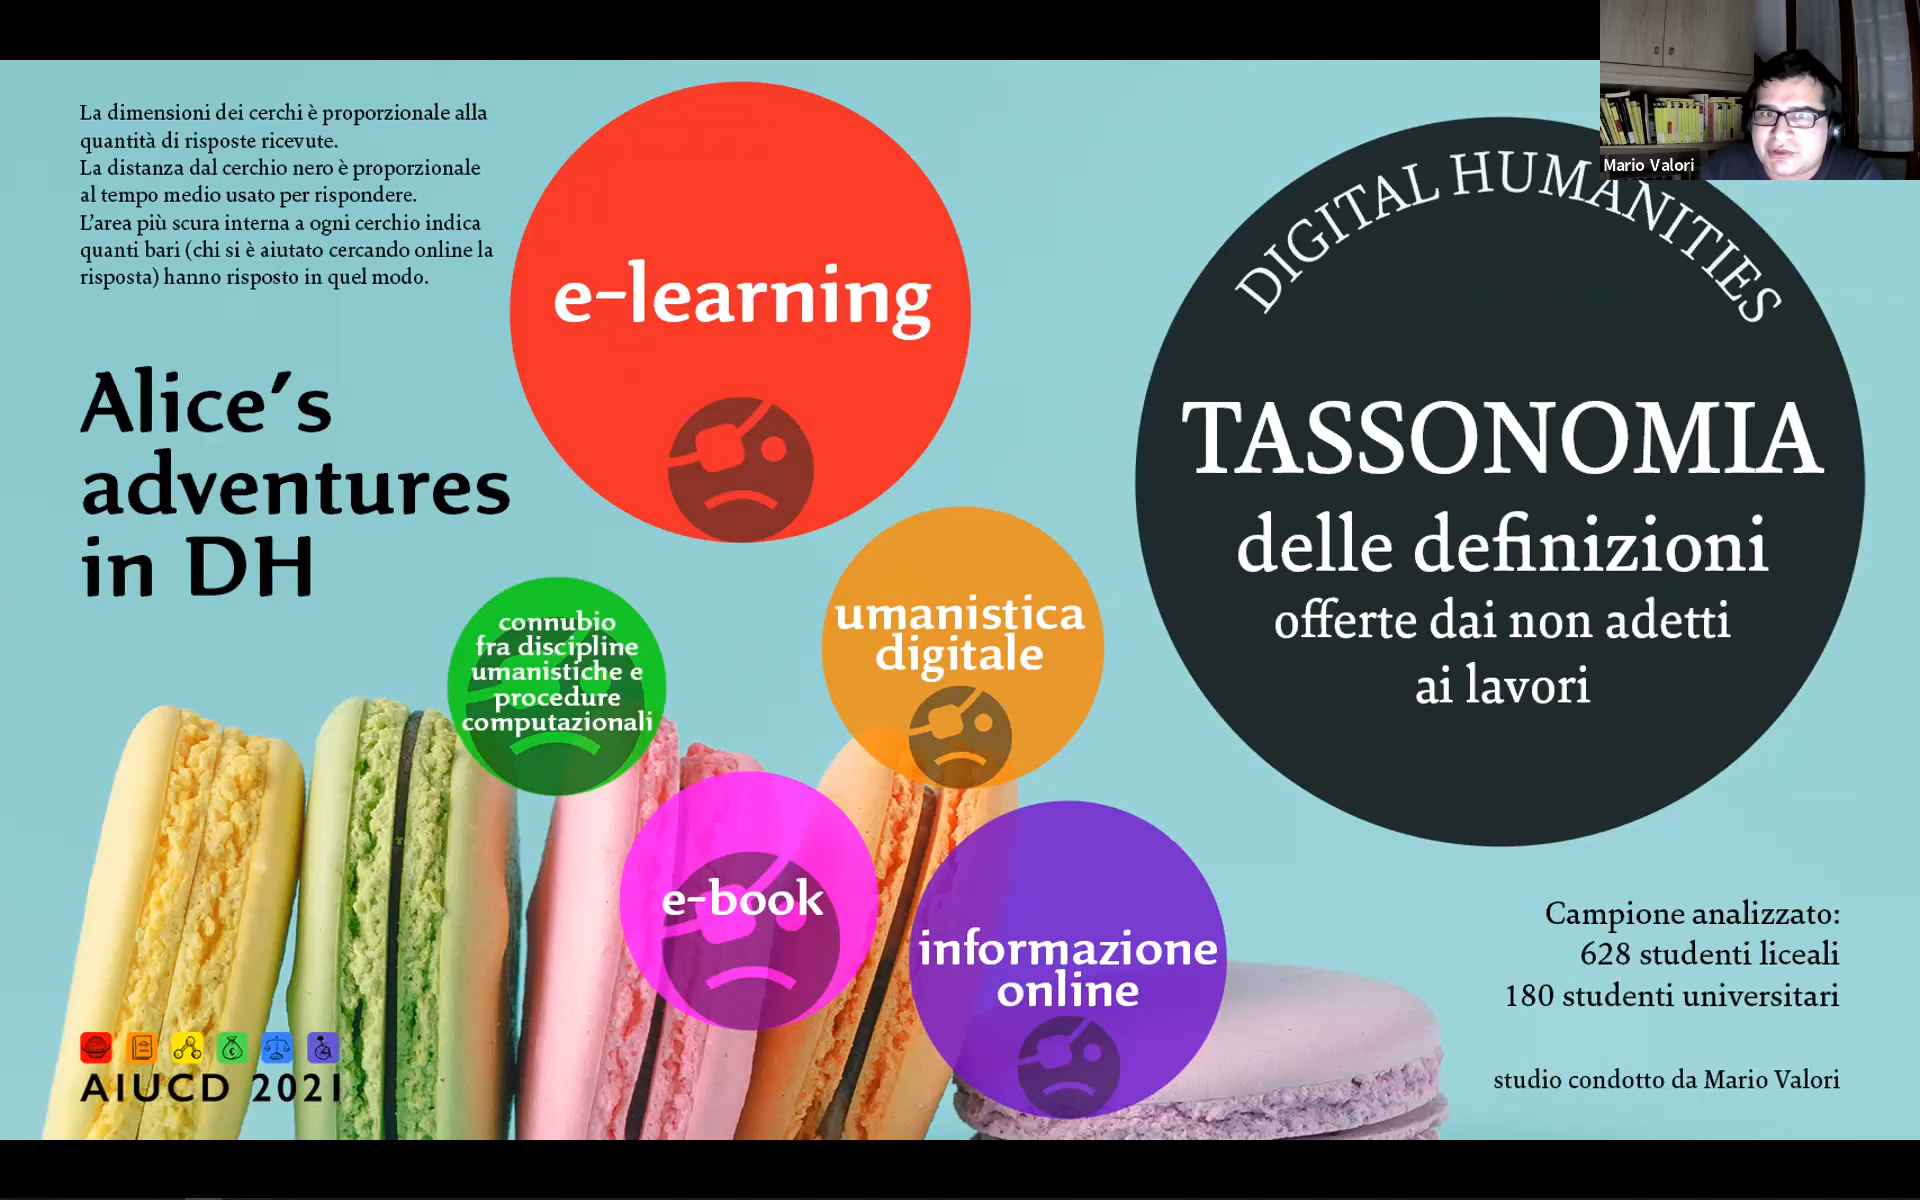 La dimensioni dei cerchi è proporzionale alla
quantità di risposte ricevute.
La distanza dal cerchio nero è proporzionale
al tempo medio usato per rispondere.
L'area più scura interna a ogni cerchio indica
quanti bari (chi si è aiutato cercando online la
risposta) hanno risposto in quel modo.
Alice's
adventures
in DH
e-learning
connubio
fra discipline
umanistiche e
procedure
computazionali
umanistica
digitale
e-book
informazione
online
DIGITAL HUMANITIES
TASSONOMIA
delle definizioni
offerte dai non adetti
ai lavori
Mario Valori
Campione analizzato:
628 studenti liceali
180 studenti universitari
studio condotto da Mario Valori
AIUCD 2021